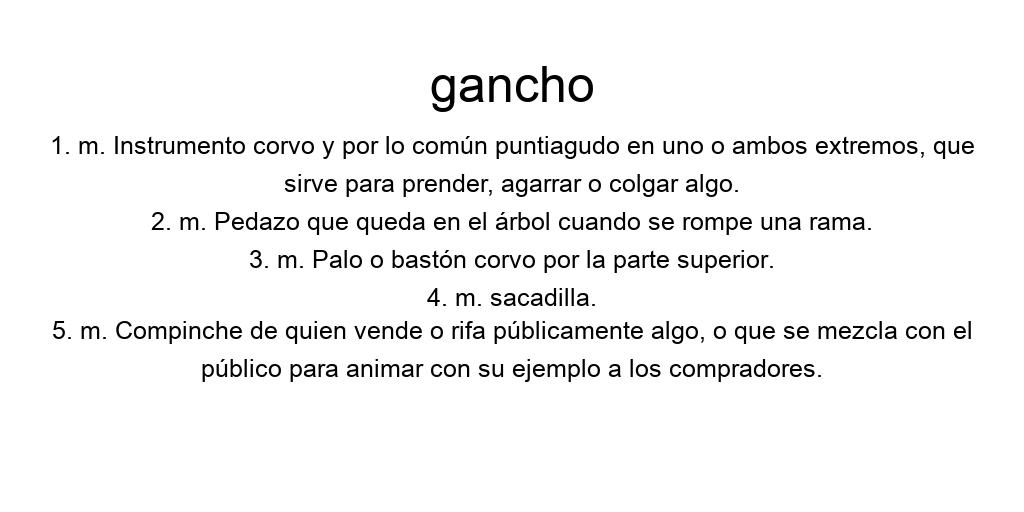 gancho
1. m. Instrumento corvo y por lo común puntiagudo en uno o ambos extremos, que
sirve para prender, agarrar o colgar algo.
2. m. Pedazo que queda en el árbol cuando se rompe una rama.
3. m. Palo o bastón corvo por la parte superior.
4. m. sacadilla.
5. m. Compinche de quien vende o rifa públicamente algo, o que se mezcla con el
público para animar con su ejemplo a los compradores.